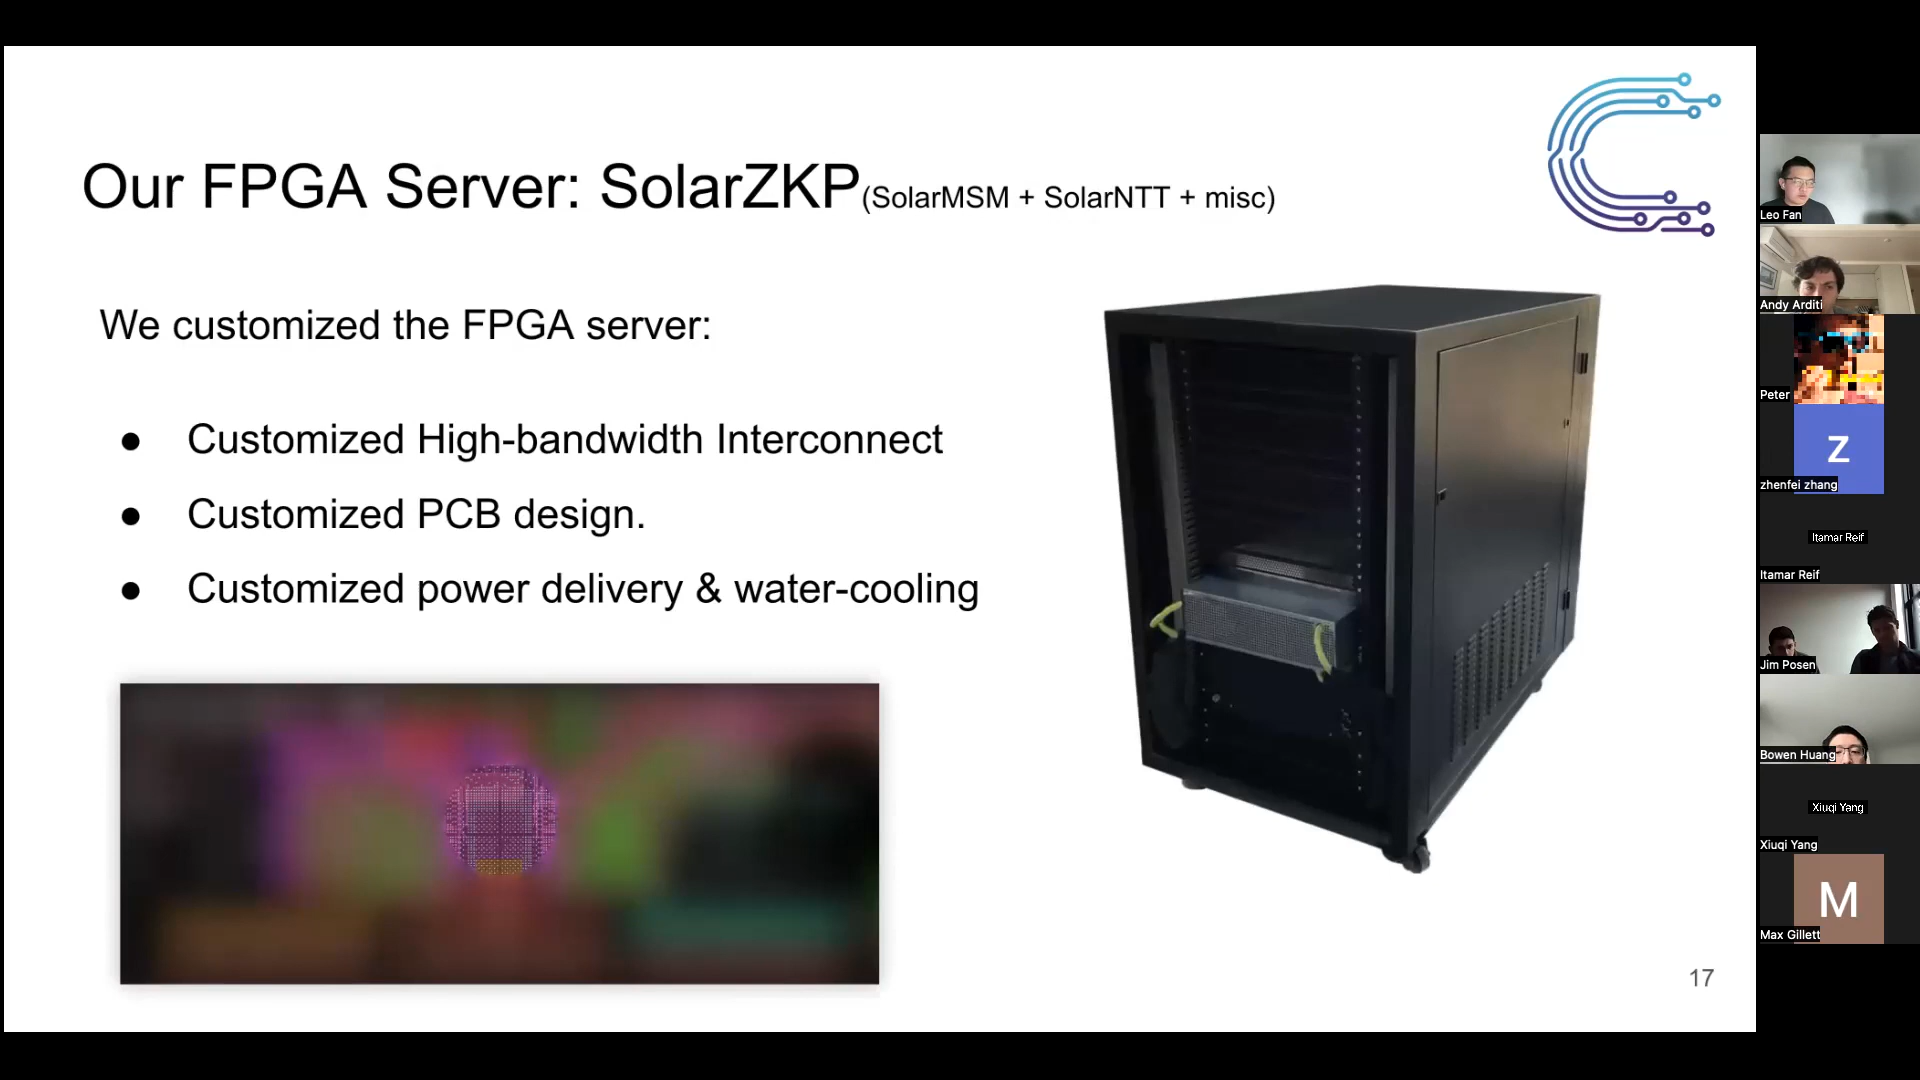 Our FPGA Server: SolarZKP(SolarMSM + SolarNTT + misc)
We customized the FPGA server:
● Customized High-bandwidth Interconnect
● Customized PCB design.
● Customized power delivery & water-cooling
17
Leo Fan
Andy Arditi
Peter
Z
zhenfei zhang
Itamar Reif
Itamar Reif
Jim Posen
Bowen Huang
Xiuqi Yang
Xiuqi Yang
M
Max Gillett